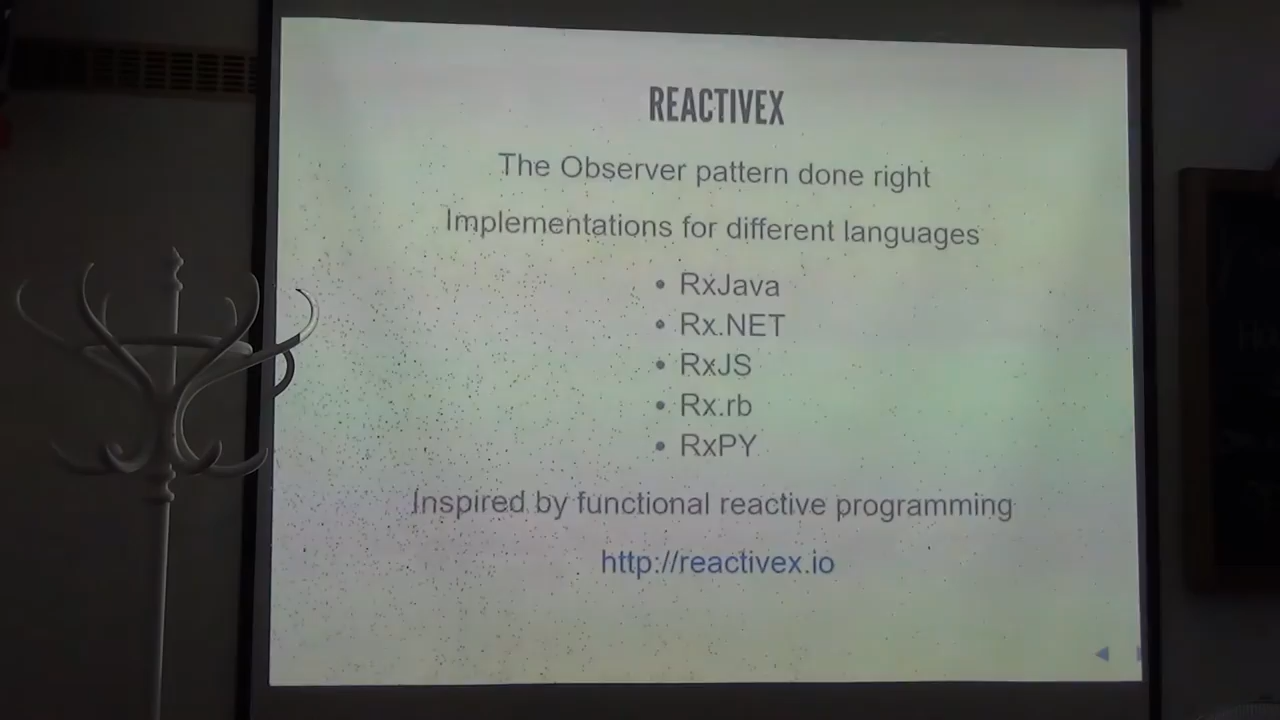 REACTIVEX
The Observer pattern done right
Implementations for different languages
• RxJava
• Rx.NET
• RxJS
• Rx.rb
• RxPY
Inspired by functional reactive programming
http://reactivex.io